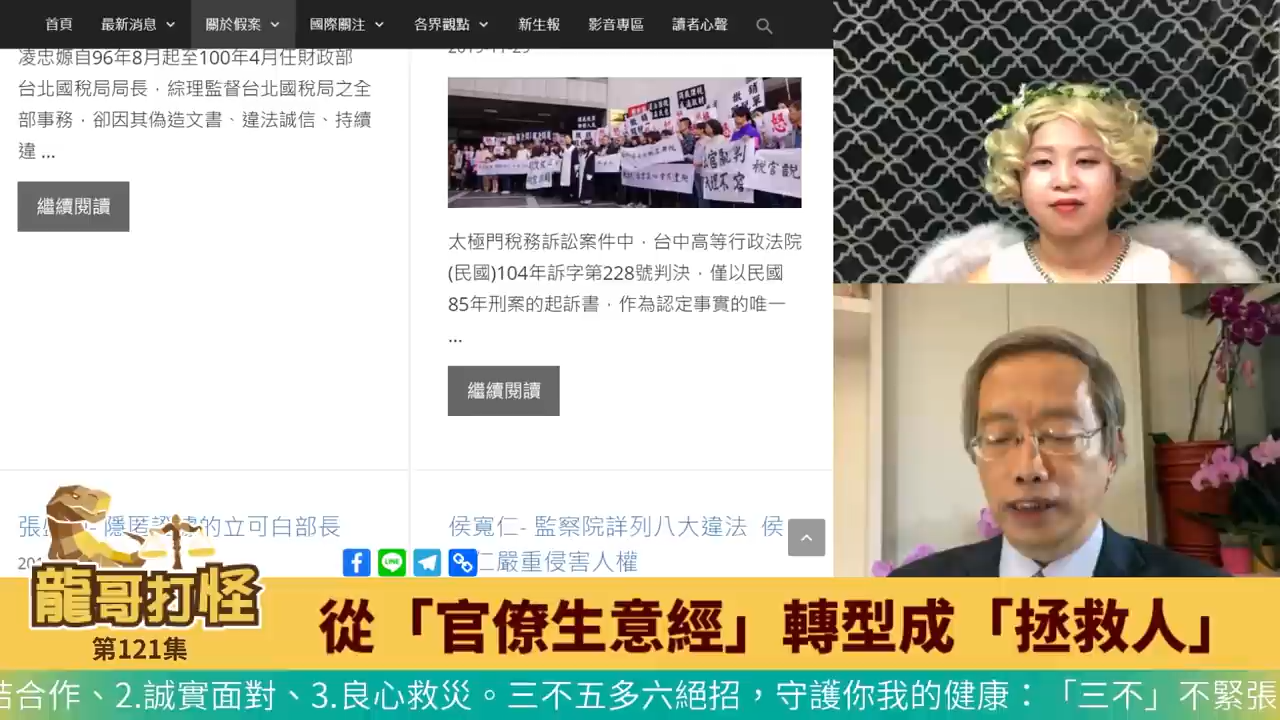 首頁 最新消息 關於假案 國際關注 各界觀點 新生報 影音專區 讀者心聲
凌忠嫄自96年8月起至100年4月任財政部
台北國稅局局長，綜理監督台北國稅局之全
部事務，卻因其偽造文書、違法誠信、持續
違 ...
繼續閱讀
太極門稅務訴訟案件中，台中高等行政法院
(民國)104年訴字第228號判決，僅以民國
85年刑案的起訴書，作為認定事實的唯一
...
繼續閱讀
侯寬仁- 監察院詳列八大違法 侯
仁嚴重侵害人權
LINE
龍哥打怪
第121集
從「官僚生意經」轉型成「拯救人」
結合作、2.誠實面對、3.良心救災。三不五多六絕招，守護你我的健康：「三不」不緊張